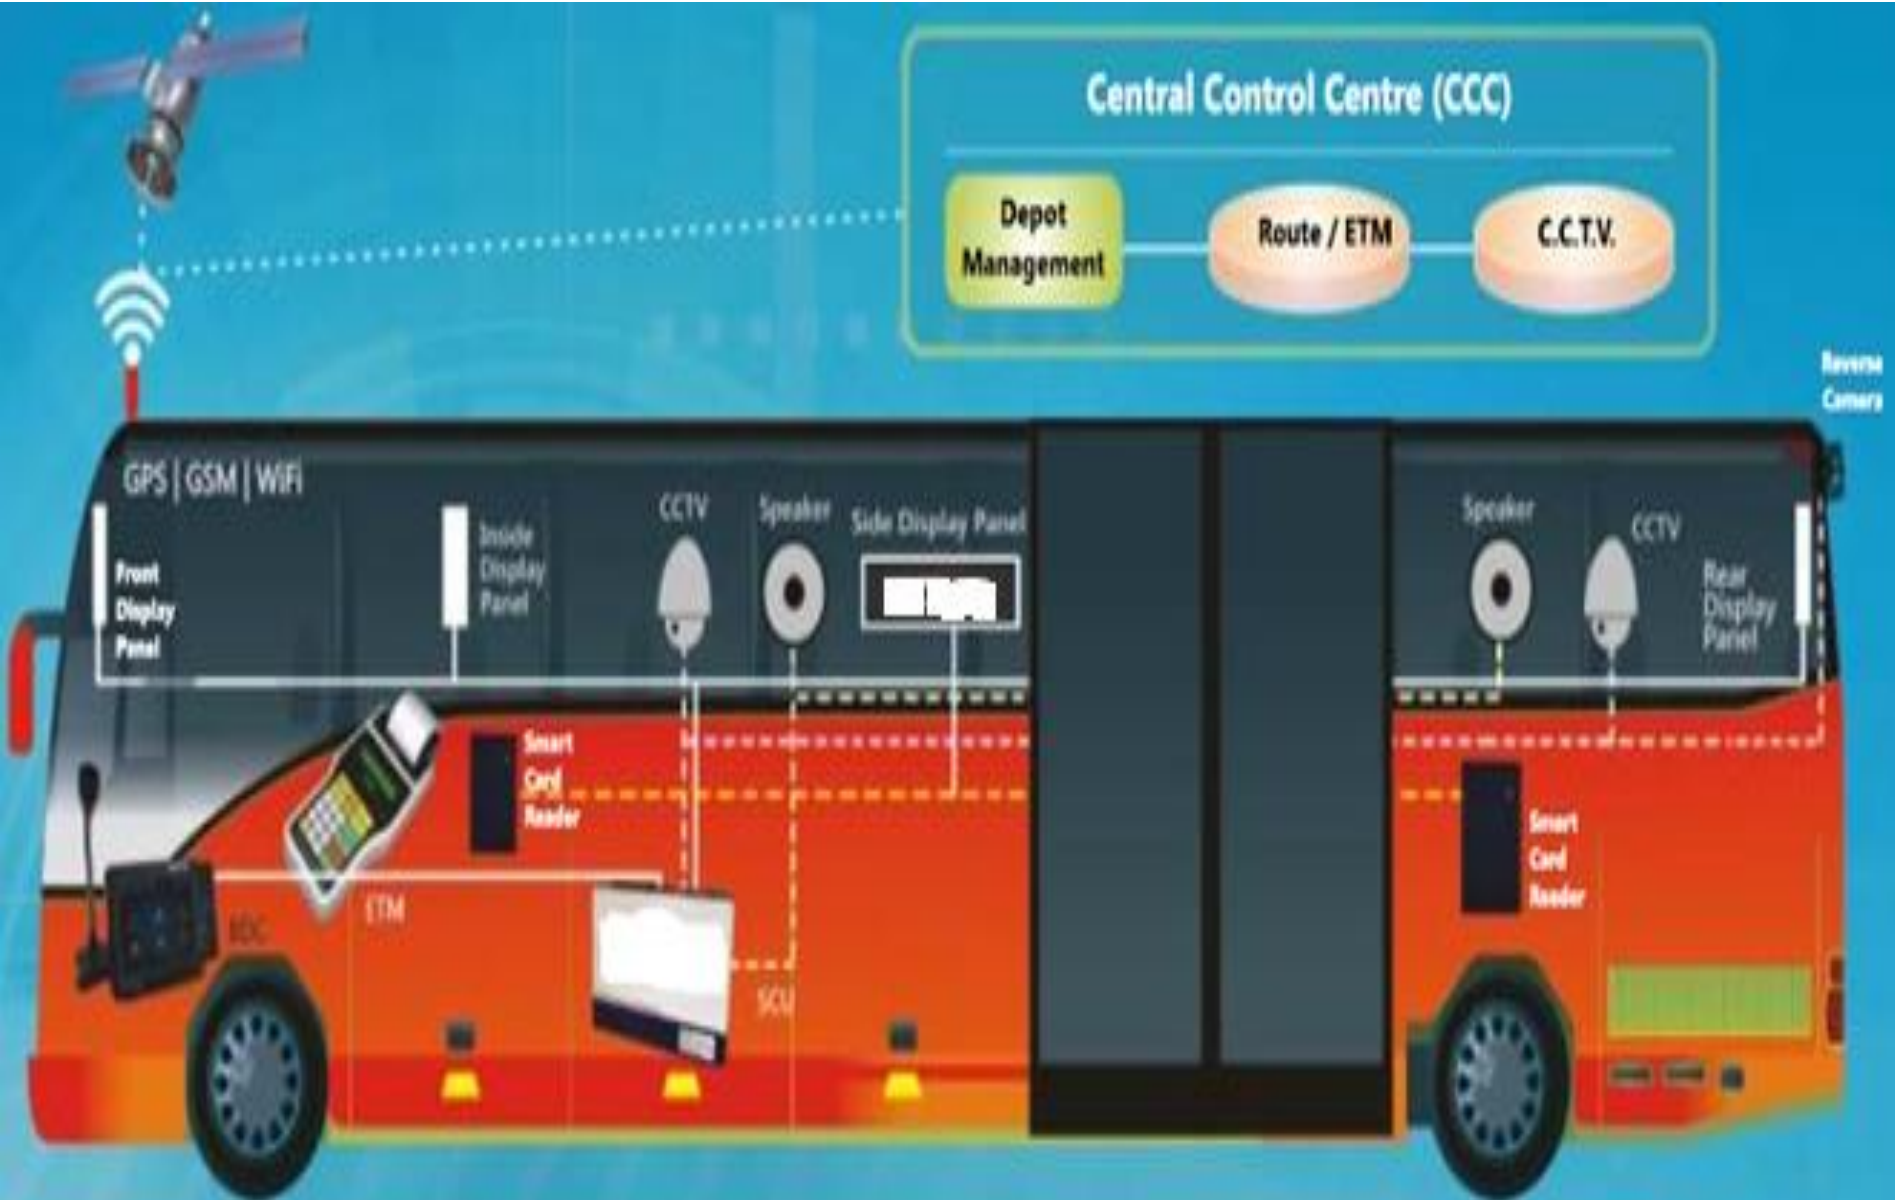 Central Control Centre (CCC)
Depot
Management
Route / ETM
C.C.T.V.
Reverse
Camera
GPS | GSM | WiFi
Front
Display
Panel
Inside
Display
Panel
CCTV
Speaker
Side Display Panel
Speaker
CCTV
Rear
Display
Panel
Smart
Card
Reader
ETM
SCU
Smart
Card
Reader